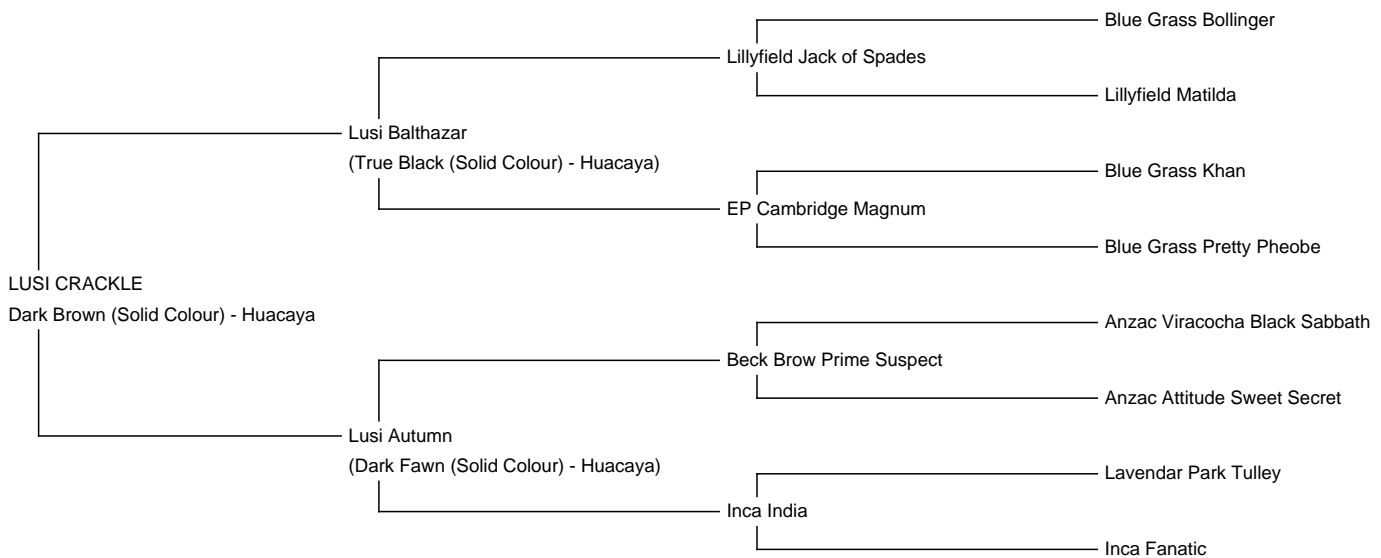 Blue Grass Bollinger
Lillyfield Jack of Spades
Lillyfield Matilda
Lusi Balthazar
(True Black (Solid Colour) - Huacaya)
Blue Grass Khan
EP Cambridge Magnum
Blue Grass Pretty Pheobe
LUSI CRACKLE
Dark Brown (Solid Colour) - Huacaya
Anzac Viracocha Black Sabbath
Beck Brow Prime Suspect
Anzac Attitude Sweet Secret
Lusi Autumn
(Dark Fawn (Solid Colour) - Huacaya)
Lavendar Park Tulley
Inca India
Inca Fanatic